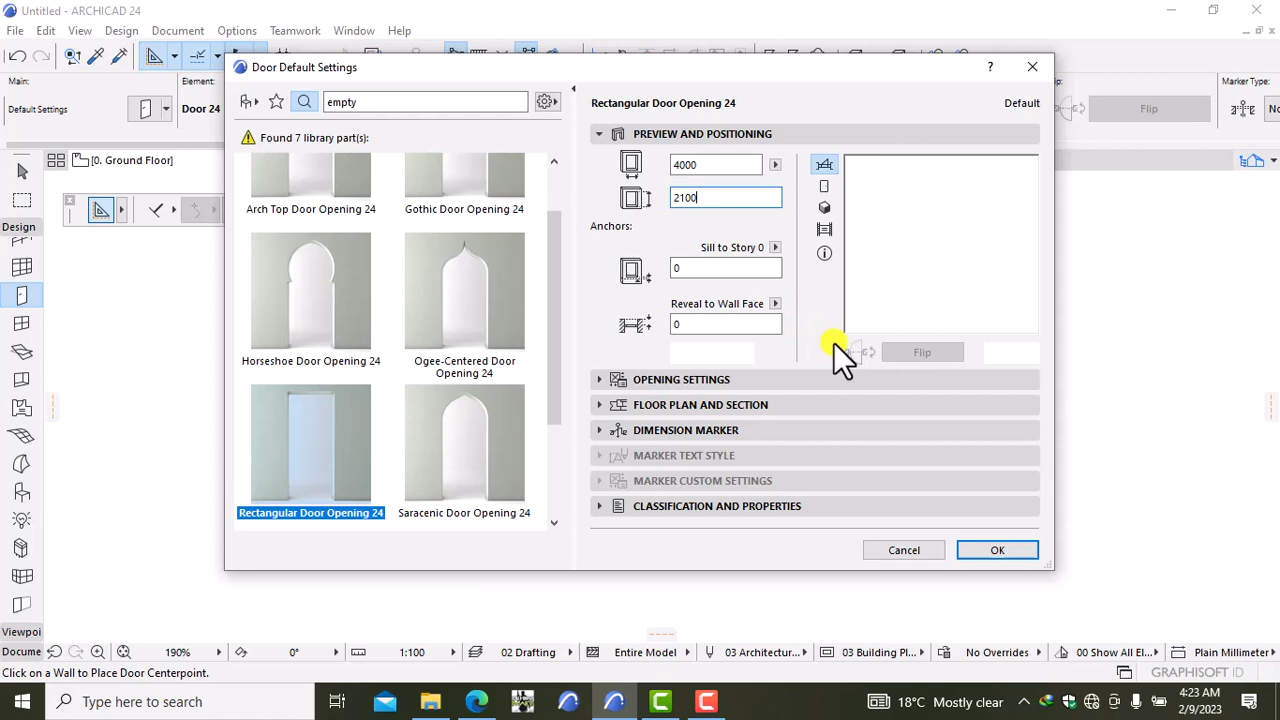 Untitled - ARCHICAD 24
File Edit View Design Document Options Teamwork Window Help
Main:
Default Settings
Element:
Door 24
Marker Type:
No
Flip
[0. Ground Floor]
Door Default Settings
?
empty
Found 7 library part(s):
Arch Top Door Opening 24
Gothic Door Opening 24
Horseshoe Door Opening 24
Ogee-Centered Door Opening 24
Rectangular Door Opening 24
Saracenic Door Opening 24
Rectangular Door Opening 24
Default
PREVIEW AND POSITIONING
4000
2100
Anchors:
Sill to Story 0
0
Reveal to Wall Face
0
Flip
OPENING SETTINGS
FLOOR PLAN AND SECTION
DIMENSION MARKER
MARKER TEXT STYLE
MARKER CUSTOM SETTINGS
CLASSIFICATION AND PROPERTIES
Cancel
OK
Design
Viewpoi
Docume
190%
0°
1:100
02 Drafting
Entire Model
03 Architectur...
03 Building Pl...
No Overrides
00 Show All El...
Plain Millimeter
Click on a Wall to Place Door Centerpoint.
GRAPHISOFT ID
Type here to search
18°C Mostly clear
4:23 AM
2/9/2023